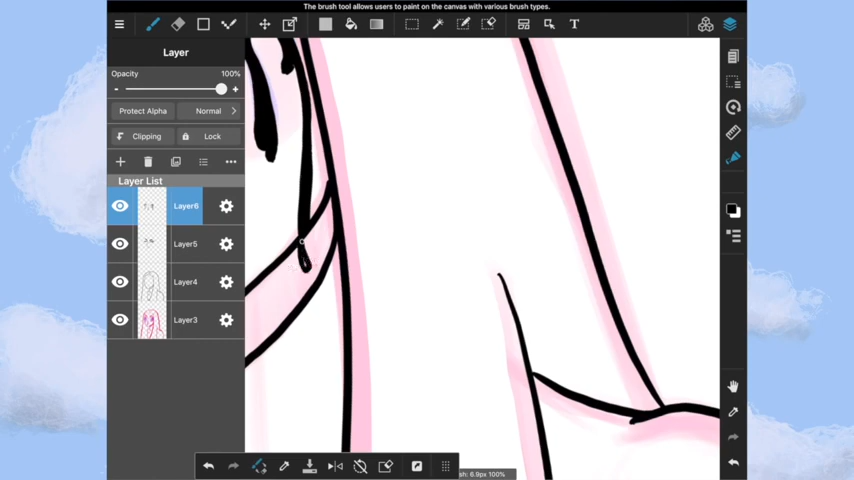 The brush tool allows users to paint on the canvas with various brush types.
T
Layer
Opacity 100%
- +
Protect Alpha Normal >
Clipping Lock
Layer List
Layer6
Layer5
Layer4
Layer3
sh: 6.9px 100%